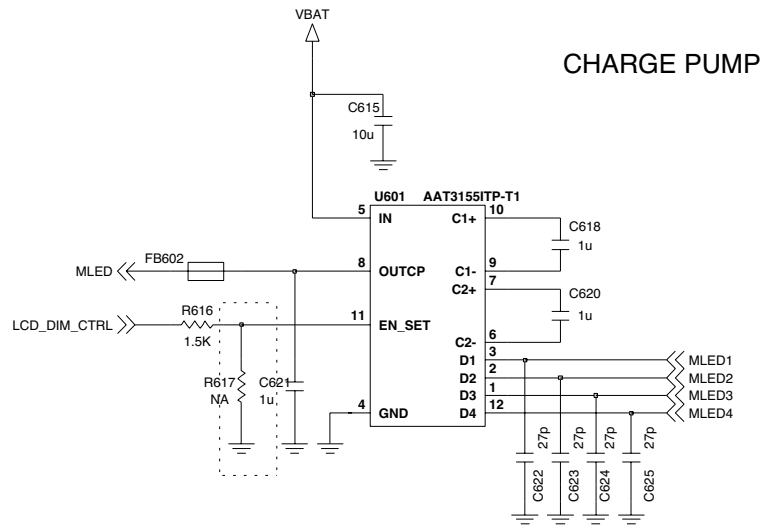 VBAT
CHARGE PUMP
C615
10u
U601 AAT3155ITP-T1
5 IN C1+ 10
C618
1u
MLED FB602 8 OUTCP C1- 9
C2+ 7
C620
1u
LCD_DIM_CTRL R616 11 EN_SET
1.5K
C2- 6
D1 3 MLED1
D2 2 MLED2
R617 C621 D3 1 MLED3
NA 1u
4 GND D4 12 MLED4
27p 27p 27p 27p
C622 C623 C624 C625